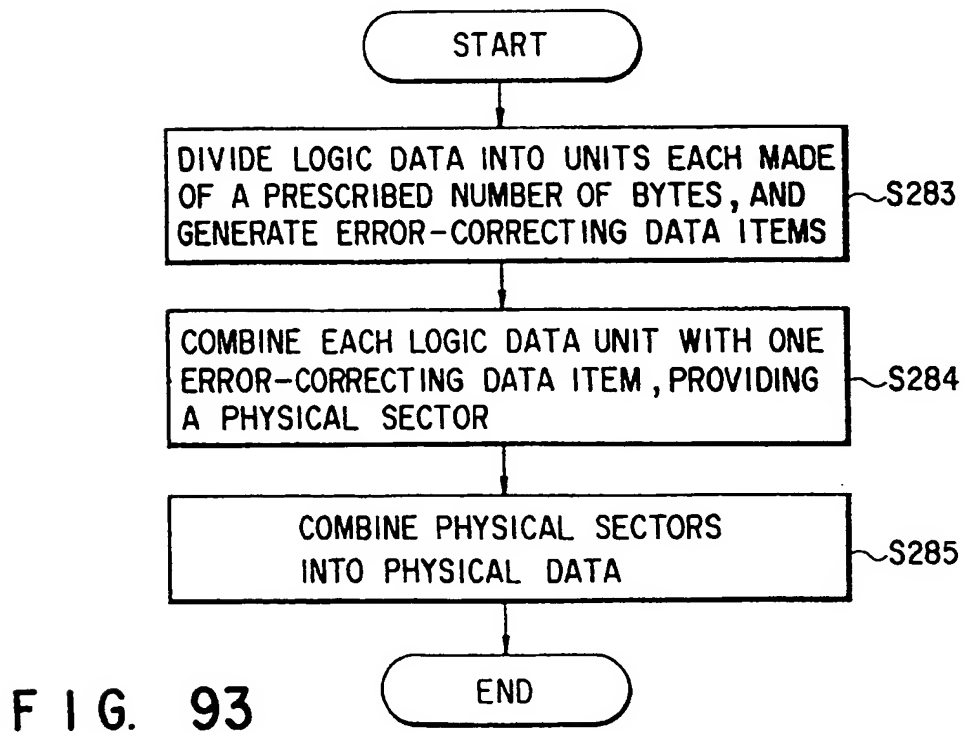 START
DIVIDE LOGIC DATA INTO UNITS EACH MADE
OF A PRESCRIBED NUMBER OF BYTES, AND
GENERATE ERROR-CORRECTING DATA ITEMS
S283
COMBINE EACH LOGIC DATA UNIT WITH ONE
ERROR-CORRECTING DATA ITEM, PROVIDING
A PHYSICAL SECTOR
S284
COMBINE PHYSICAL SECTORS
INTO PHYSICAL DATA
S285
END
FIG. 93